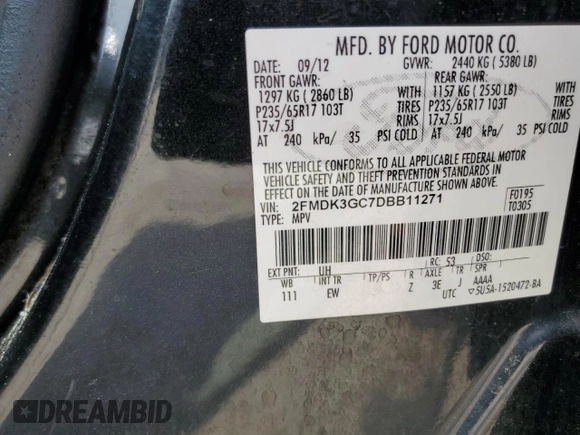 MFD. BY FORD MOTOR CO.
DATE: 09/12 GVWR: 2440 KG ( 5380 LB)
FRONT GAWR: REAR GAWR:
1297 KG ( 2860 LB) WITH 1157 KG ( 2550 LB) WITH
P235/65R17 103T TIRES P235/65R17 103T TIRES
17x7.5J RIMS 17x7.5J RIMS
AT 240 kPa/ 35 PSI COLD AT 240 kPa/ 35 PSI COLD
THIS VEHICLE CONFORMS TO ALL APPLICABLE FEDERAL MOTOR
VEHICLE SAFETY AND THEFT PREVENTION STANDARDS IN
EFFECT ON THE DATE OF MANUFACTURE SHOWN ABOVE.
VIN: 2FMDK3GC7DBB11271
TYPE: MPV
F0195
T0305
EXT PNT: UH RC: 53 DSO:
WB INT TR TP/PS R AXLE TR SPR
111 EW Z 3E J AAAA
UTC ▽5U5A-1520472-BA
DREAMBID